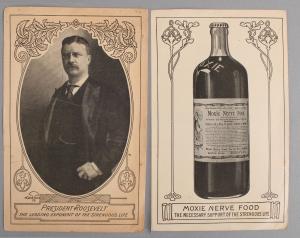 PRESIDENT ROOSEVELT
THE LEADING EXPONENT OF THE STRENUOUS LIFE
MOXIE
MOXIE NERVE FOOD
MOXIE NERVE FOOD
THE NECESSARY SUPPORT OF THE STRENUOUS LIFE